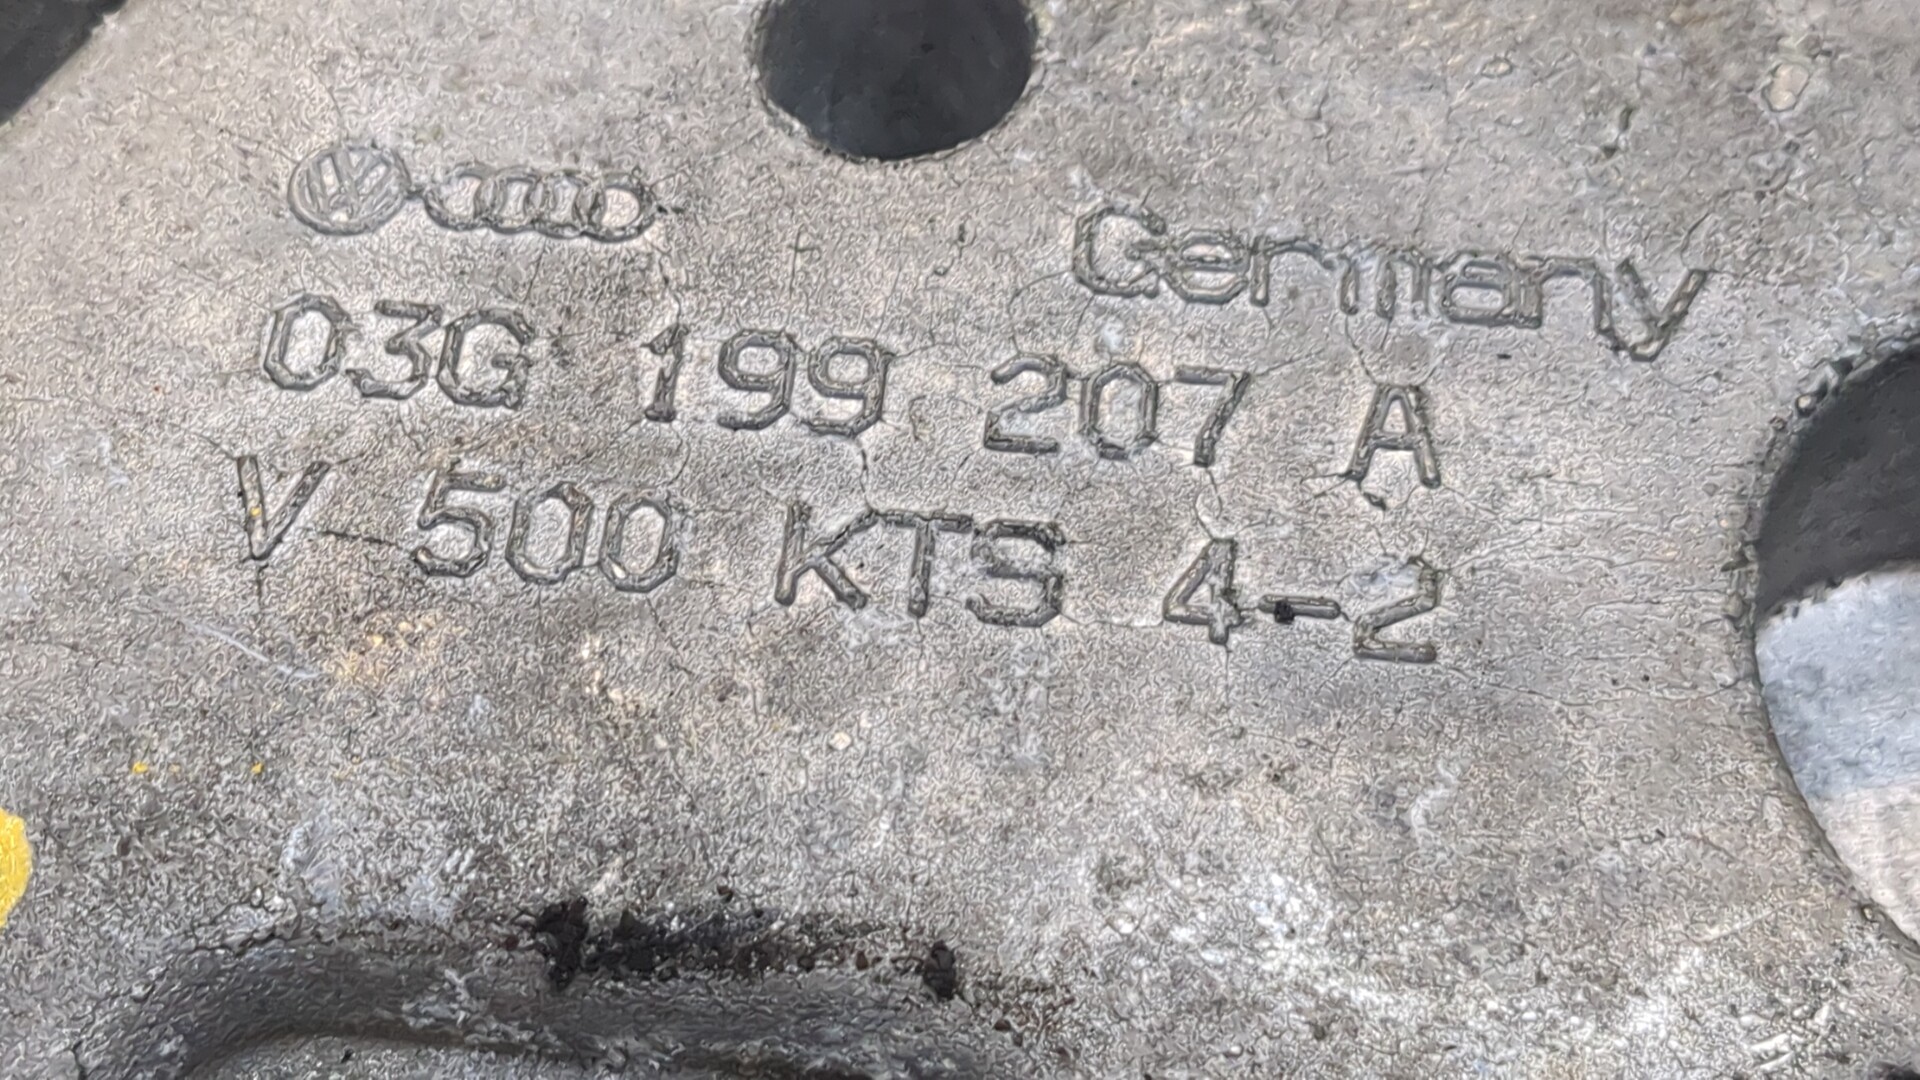 Germany
03G 199 207 A
V-500 KTS 4-2